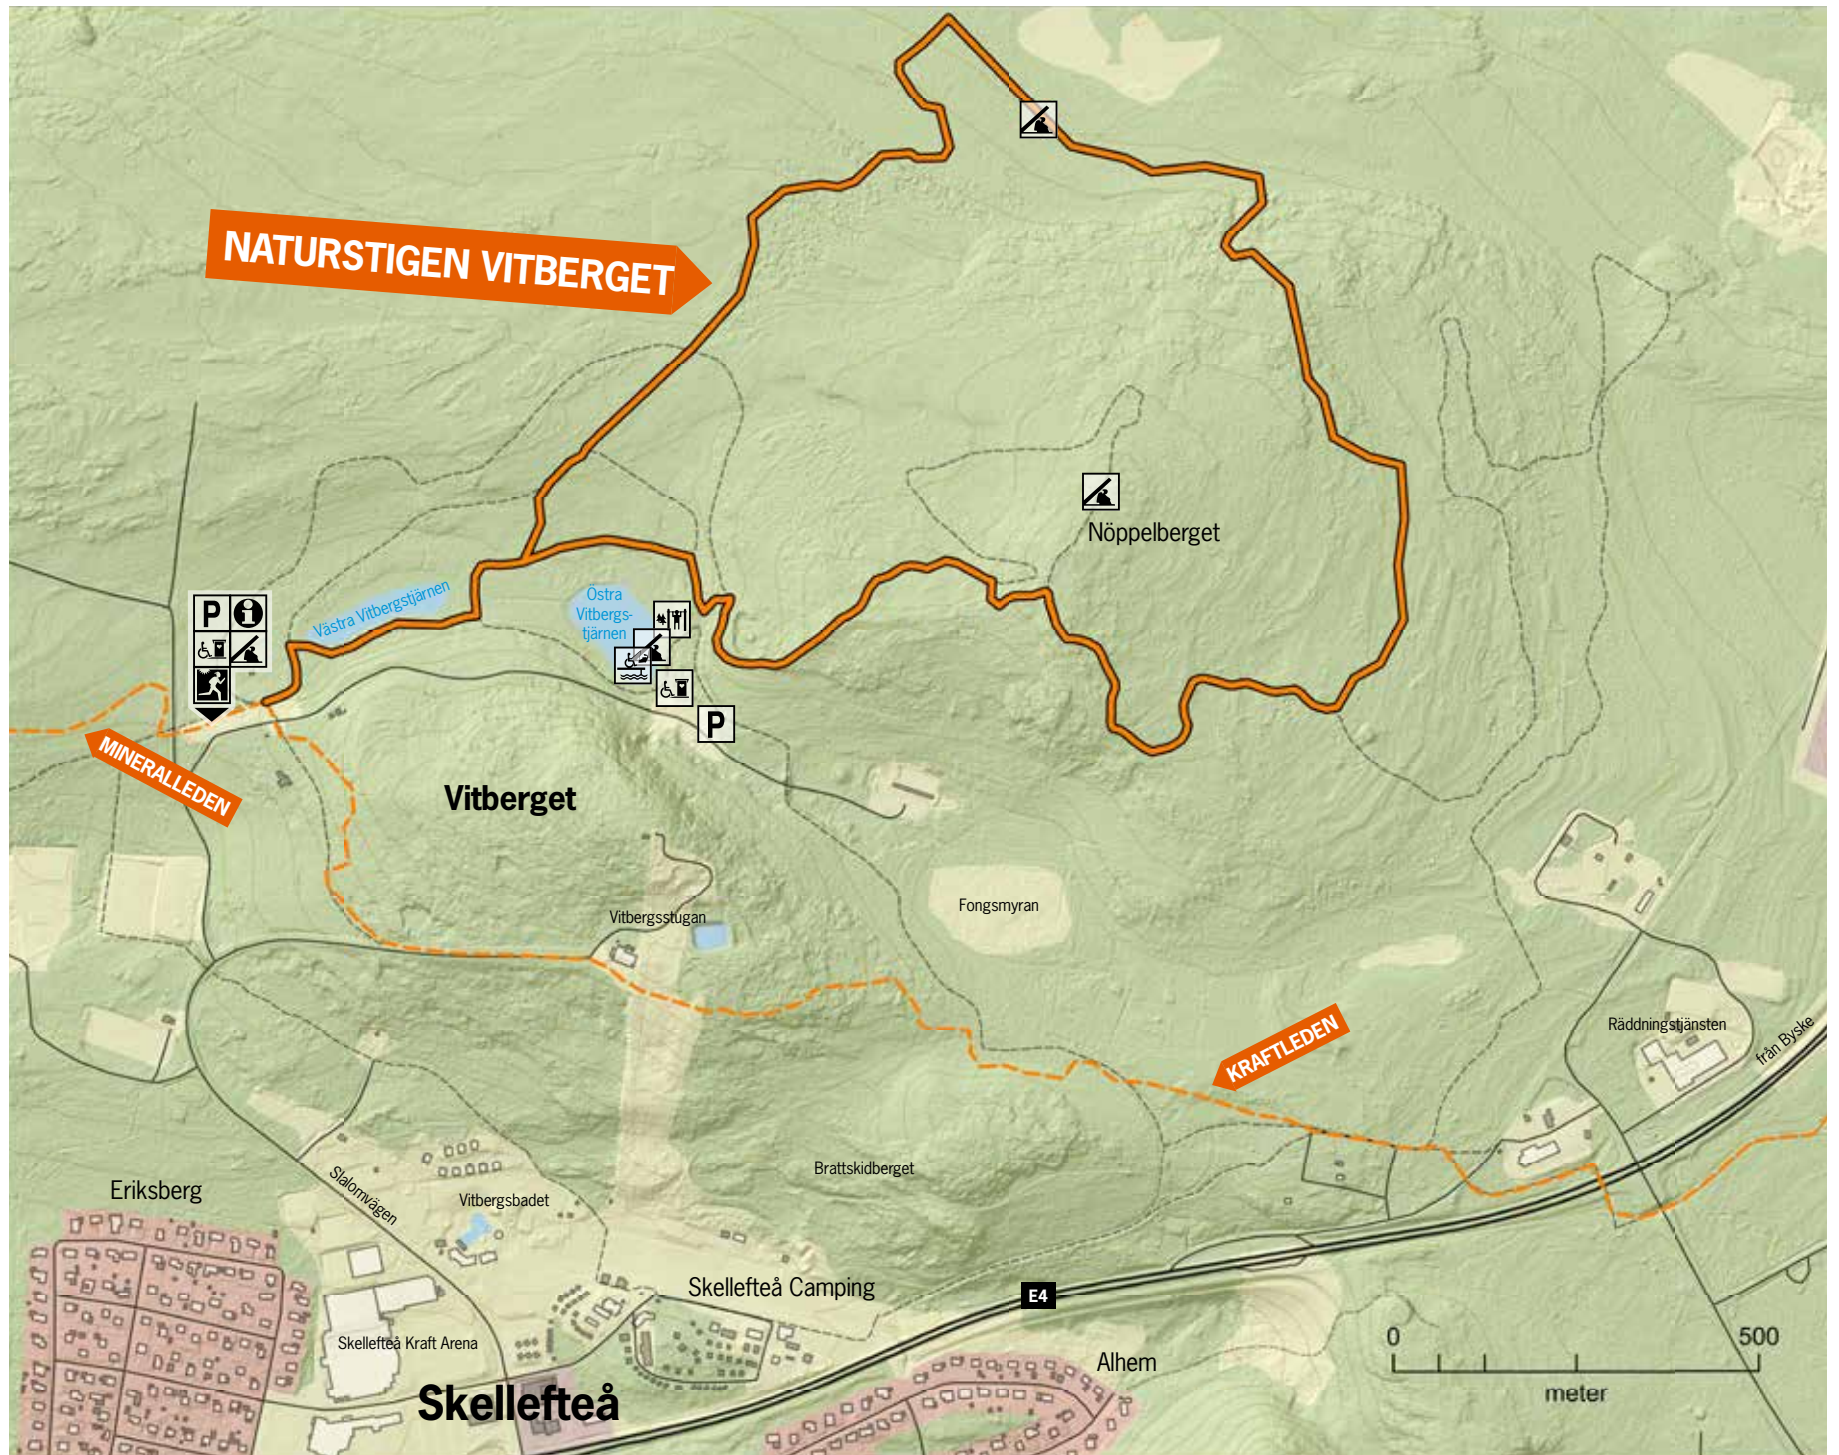 NATURSTIGEN VITBERGET
Nöppelberget
Västra Vitbergstjärnen
Östra
Vitbergs-
tjärnen
P
i
P
MINERALLEDEN
Vitberget
Vitbergsstugan
Fongsmyran
KRAFTLEDEN
Räddningstjänsten
från Byske
Brattskidberget
Eriksberg
Slalomvägen
Vitbergsbadet
Skellefteå Camping
E4
Skellefteå Kraft Arena
Alhem
Skellefteå
0 500
meter